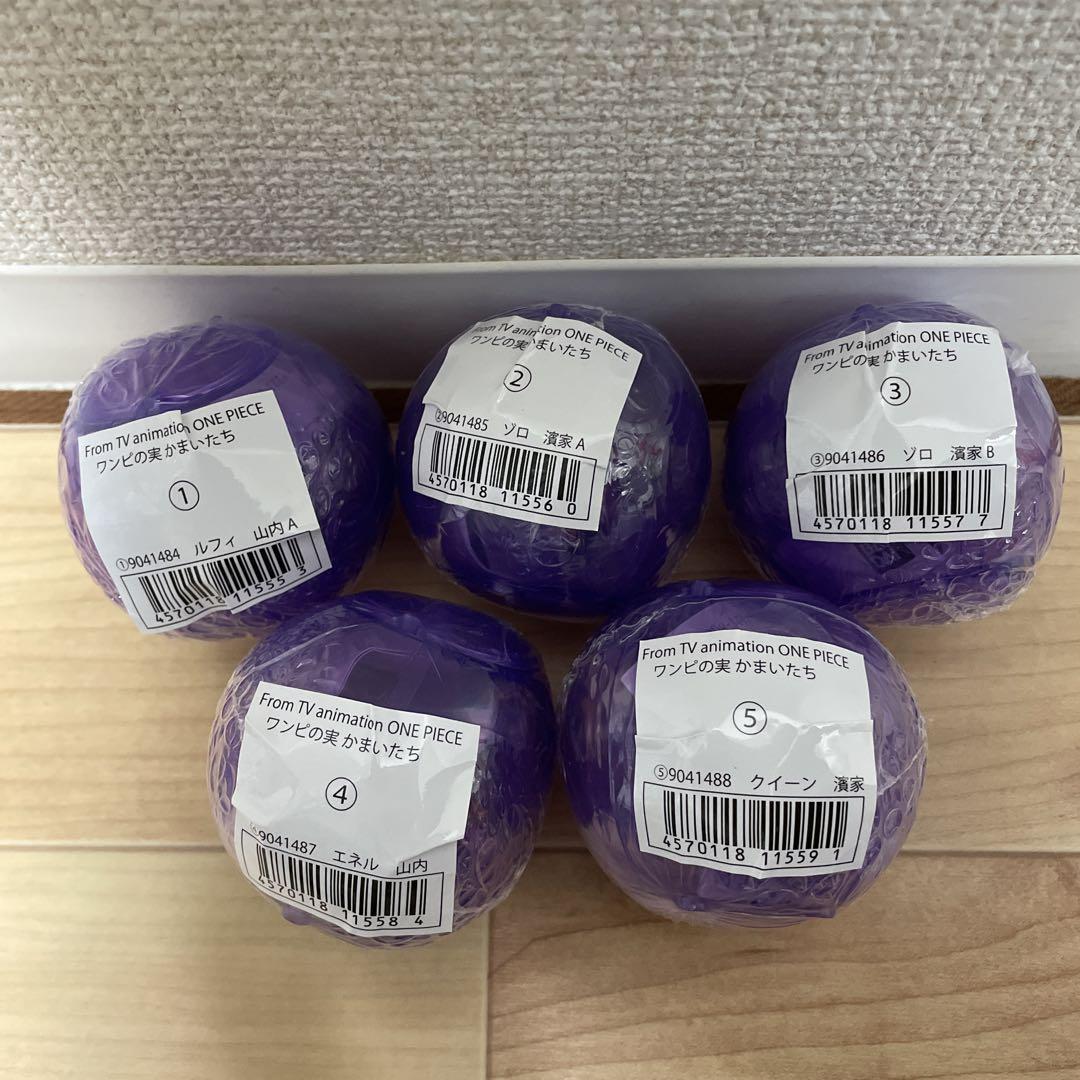 From TV animation ONE PIECE
ワンピの実 かまいたち
①
①9041484 ルフィ 山内 A
4570118 11555 3
From TV animation ONE PIECE
ワンピの実 かまいたち
②
②9041485 ゾロ 濱家 A
4570118 11556 0
From TV animation ONE PIECE
ワンピの実 かまいたち
③
③9041486 ゾロ 濱家 B
4570118 11557 7
From TV animation ONE PIECE
ワンピの実 かまいたち
④
④9041487 エネル 山内
4570118 11558 4
From TV animation ONE PIECE
ワンピの実 かまいたち
⑤
⑤9041488 クイーン 濱家
4570118 11559 1